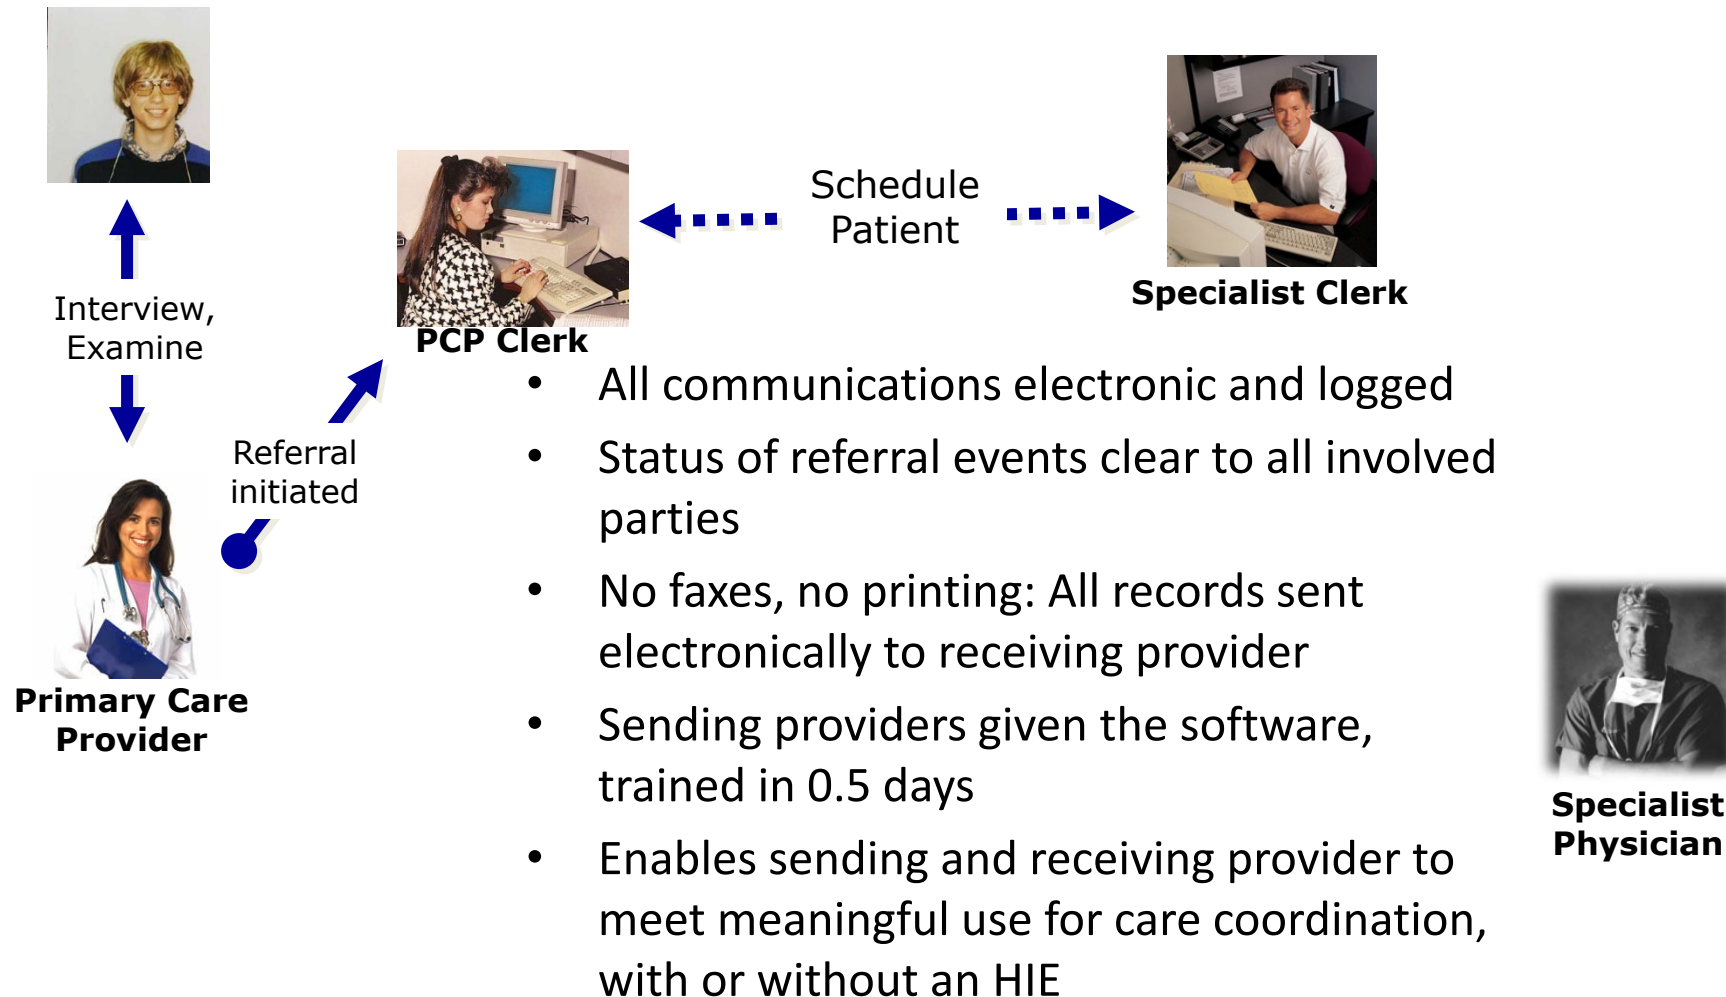 Schedule
Patient
Specialist Clerk
Interview,
Examine
PCP Clerk
• All communications electronic and logged
Referral
initiated
• Status of referral events clear to all involved
parties
• No faxes, no printing: All records sent
electronically to receiving provider
Primary Care
Provider
• Sending providers given the software,
trained in 0.5 days
Specialist
Physician
• Enables sending and receiving provider to
meet meaningful use for care coordination,
with or without an HIE